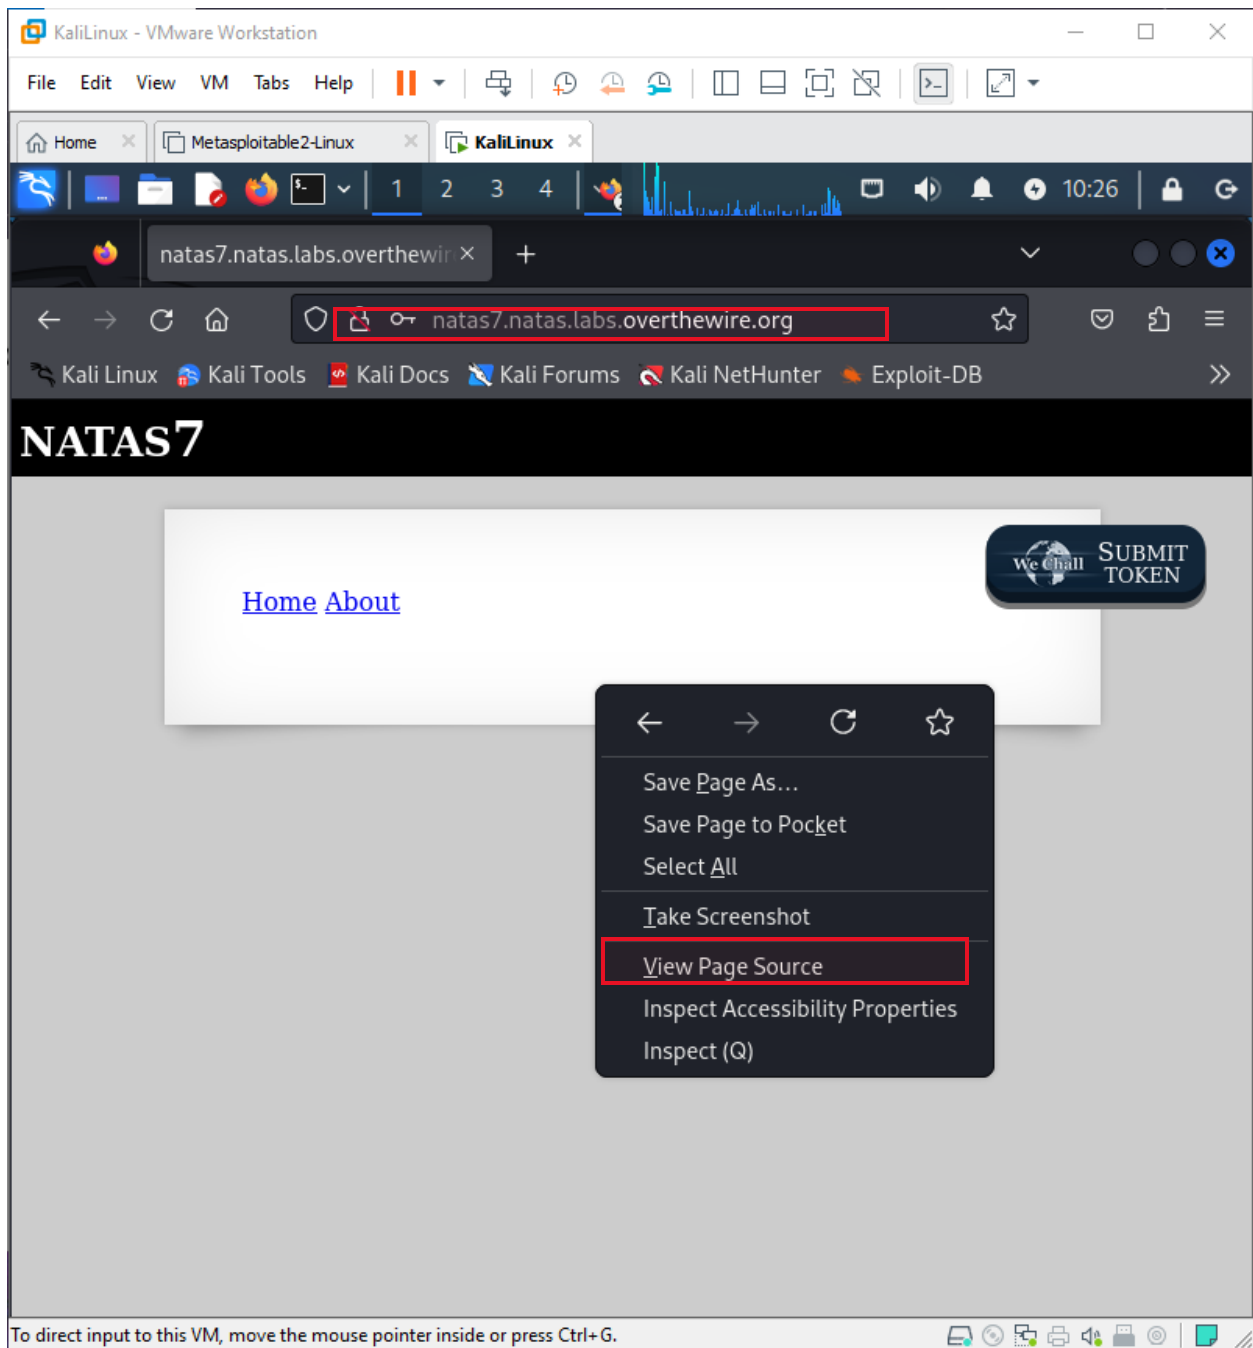 KaliLinux - VMware Workstation
File Edit View VM Tabs Help
Home Metasploitable2-Linux KaliLinux
1 2 3 4 10:26
natas7.natas.labs.overthewir
natas7.natas.labs.overthewire.org
Kali Linux Kali Tools Kali Docs Kali Forums Kali NetHunter Exploit-DB
NATAS7
We Chall SUBMIT TOKEN
Home About
Save Page As...
Save Page to Pocket
Select All
Take Screenshot
View Page Source
Inspect Accessibility Properties
Inspect (Q)
To direct input to this VM, move the mouse pointer inside or press Ctrl+G.